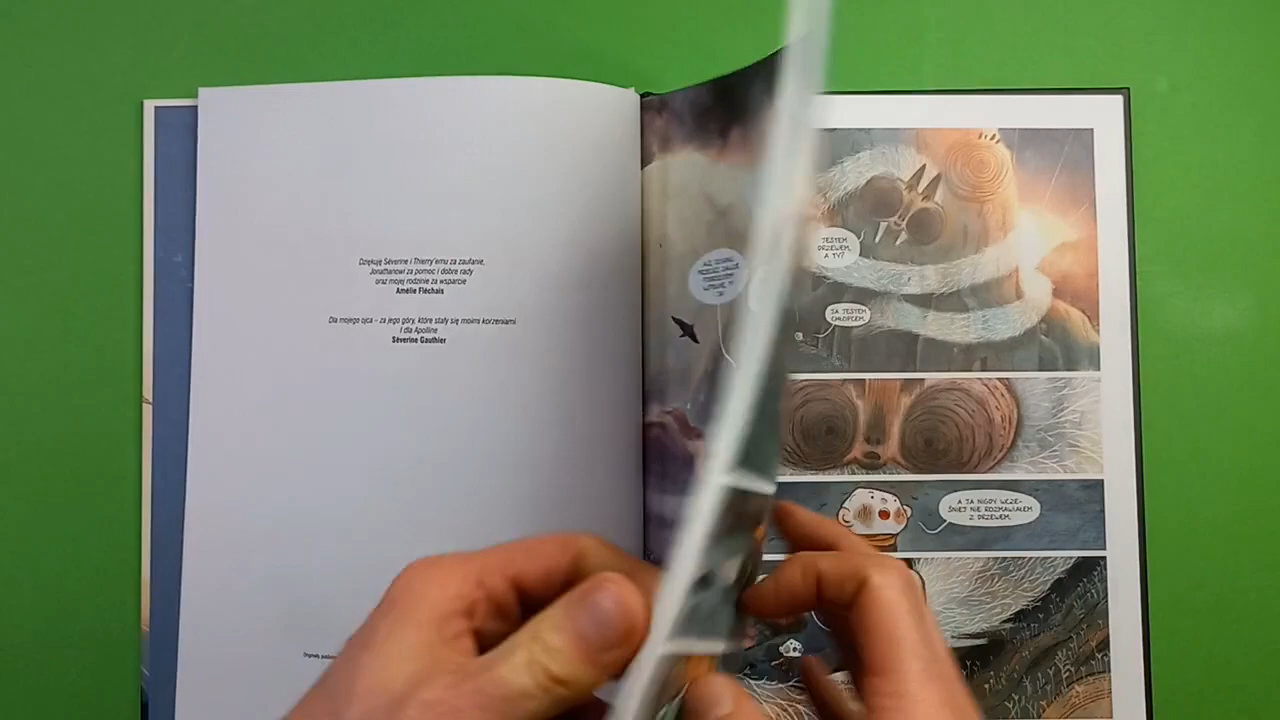 Dziękuję Séverine i Thierry'emu za zaufanie,
Jonathanowi za pomoc i dobre rady
oraz mojej rodzinie za wsparcie
Amélie Fléchais
Dla mojego ojca – za jego góry, które stały się moimi korzeniami.
I dla Apolline
Séverine Gauthier
JESTEM
DRZEWEM,
A TY?
JA JESTEM
CHŁOPCEM.
A JA NIGDY WCZE-
ŚNIEJ NIE ROZMAWIAŁEM
Z DRZEWEM.